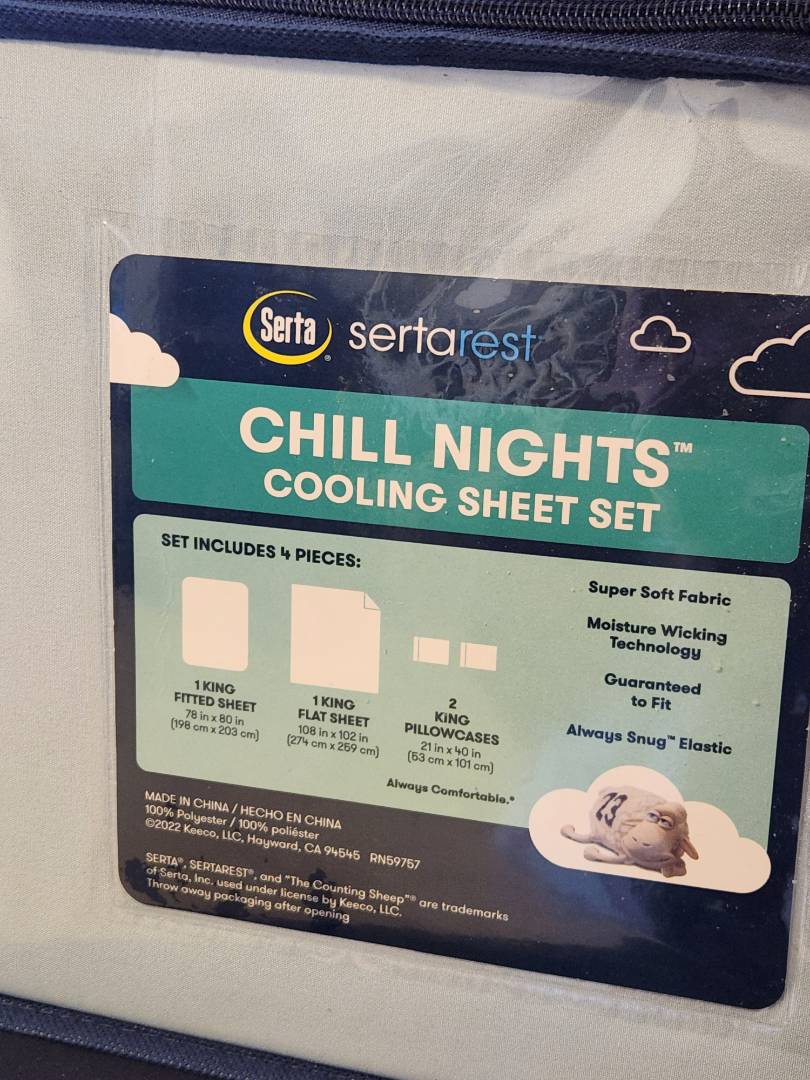 Serta® sertarest™
CHILL NIGHTS™
COOLING SHEET SET
SET INCLUDES 4 PIECES:
1 KING
FITTED SHEET
78 in x 80 in
(198 cm x 203 cm)
1 KING
FLAT SHEET
108 in x 102 in
(274 cm x 259 cm)
2
KING
PILLOWCASES
21 in x 40 in
(53 cm x 101 cm)
Super Soft Fabric
Moisture Wicking
Technology
Guaranteed
to Fit
Always Snug™ Elastic
Always Comfortable.®
23
MADE IN CHINA / HECHO EN CHINA
100% Polyester / 100% poliéster
©2022 Keeco, LLC, Hayward, CA 94545 RN59757
SERTA®, SERTAREST®, and "The Counting Sheep"® are trademarks
of Serta, Inc. used under license by Keeco, LLC.
Throw away packaging after opening